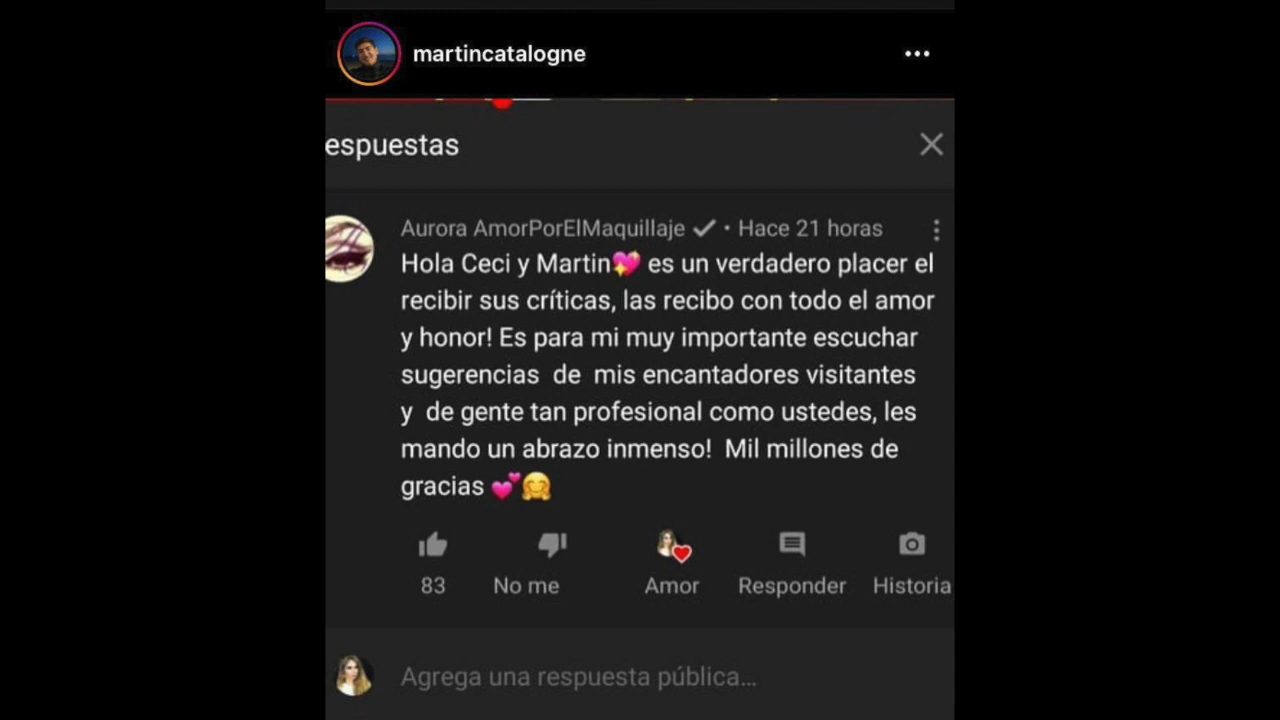 martincatalogne
espuestas
Aurora AmorPorElMaquillaje • Hace 21 horas
Hola Ceci y Martin💖 es un verdadero placer el
recibir sus críticas, las recibo con todo el amor
y honor! Es para mi muy importante escuchar
sugerencias de mis encantadores visitantes
y de gente tan profesional como ustedes, les
mando un abrazo inmenso! Mil millones de
gracias 💕🤗
83 No me Amor Responder Historia
Agrega una respuesta pública...